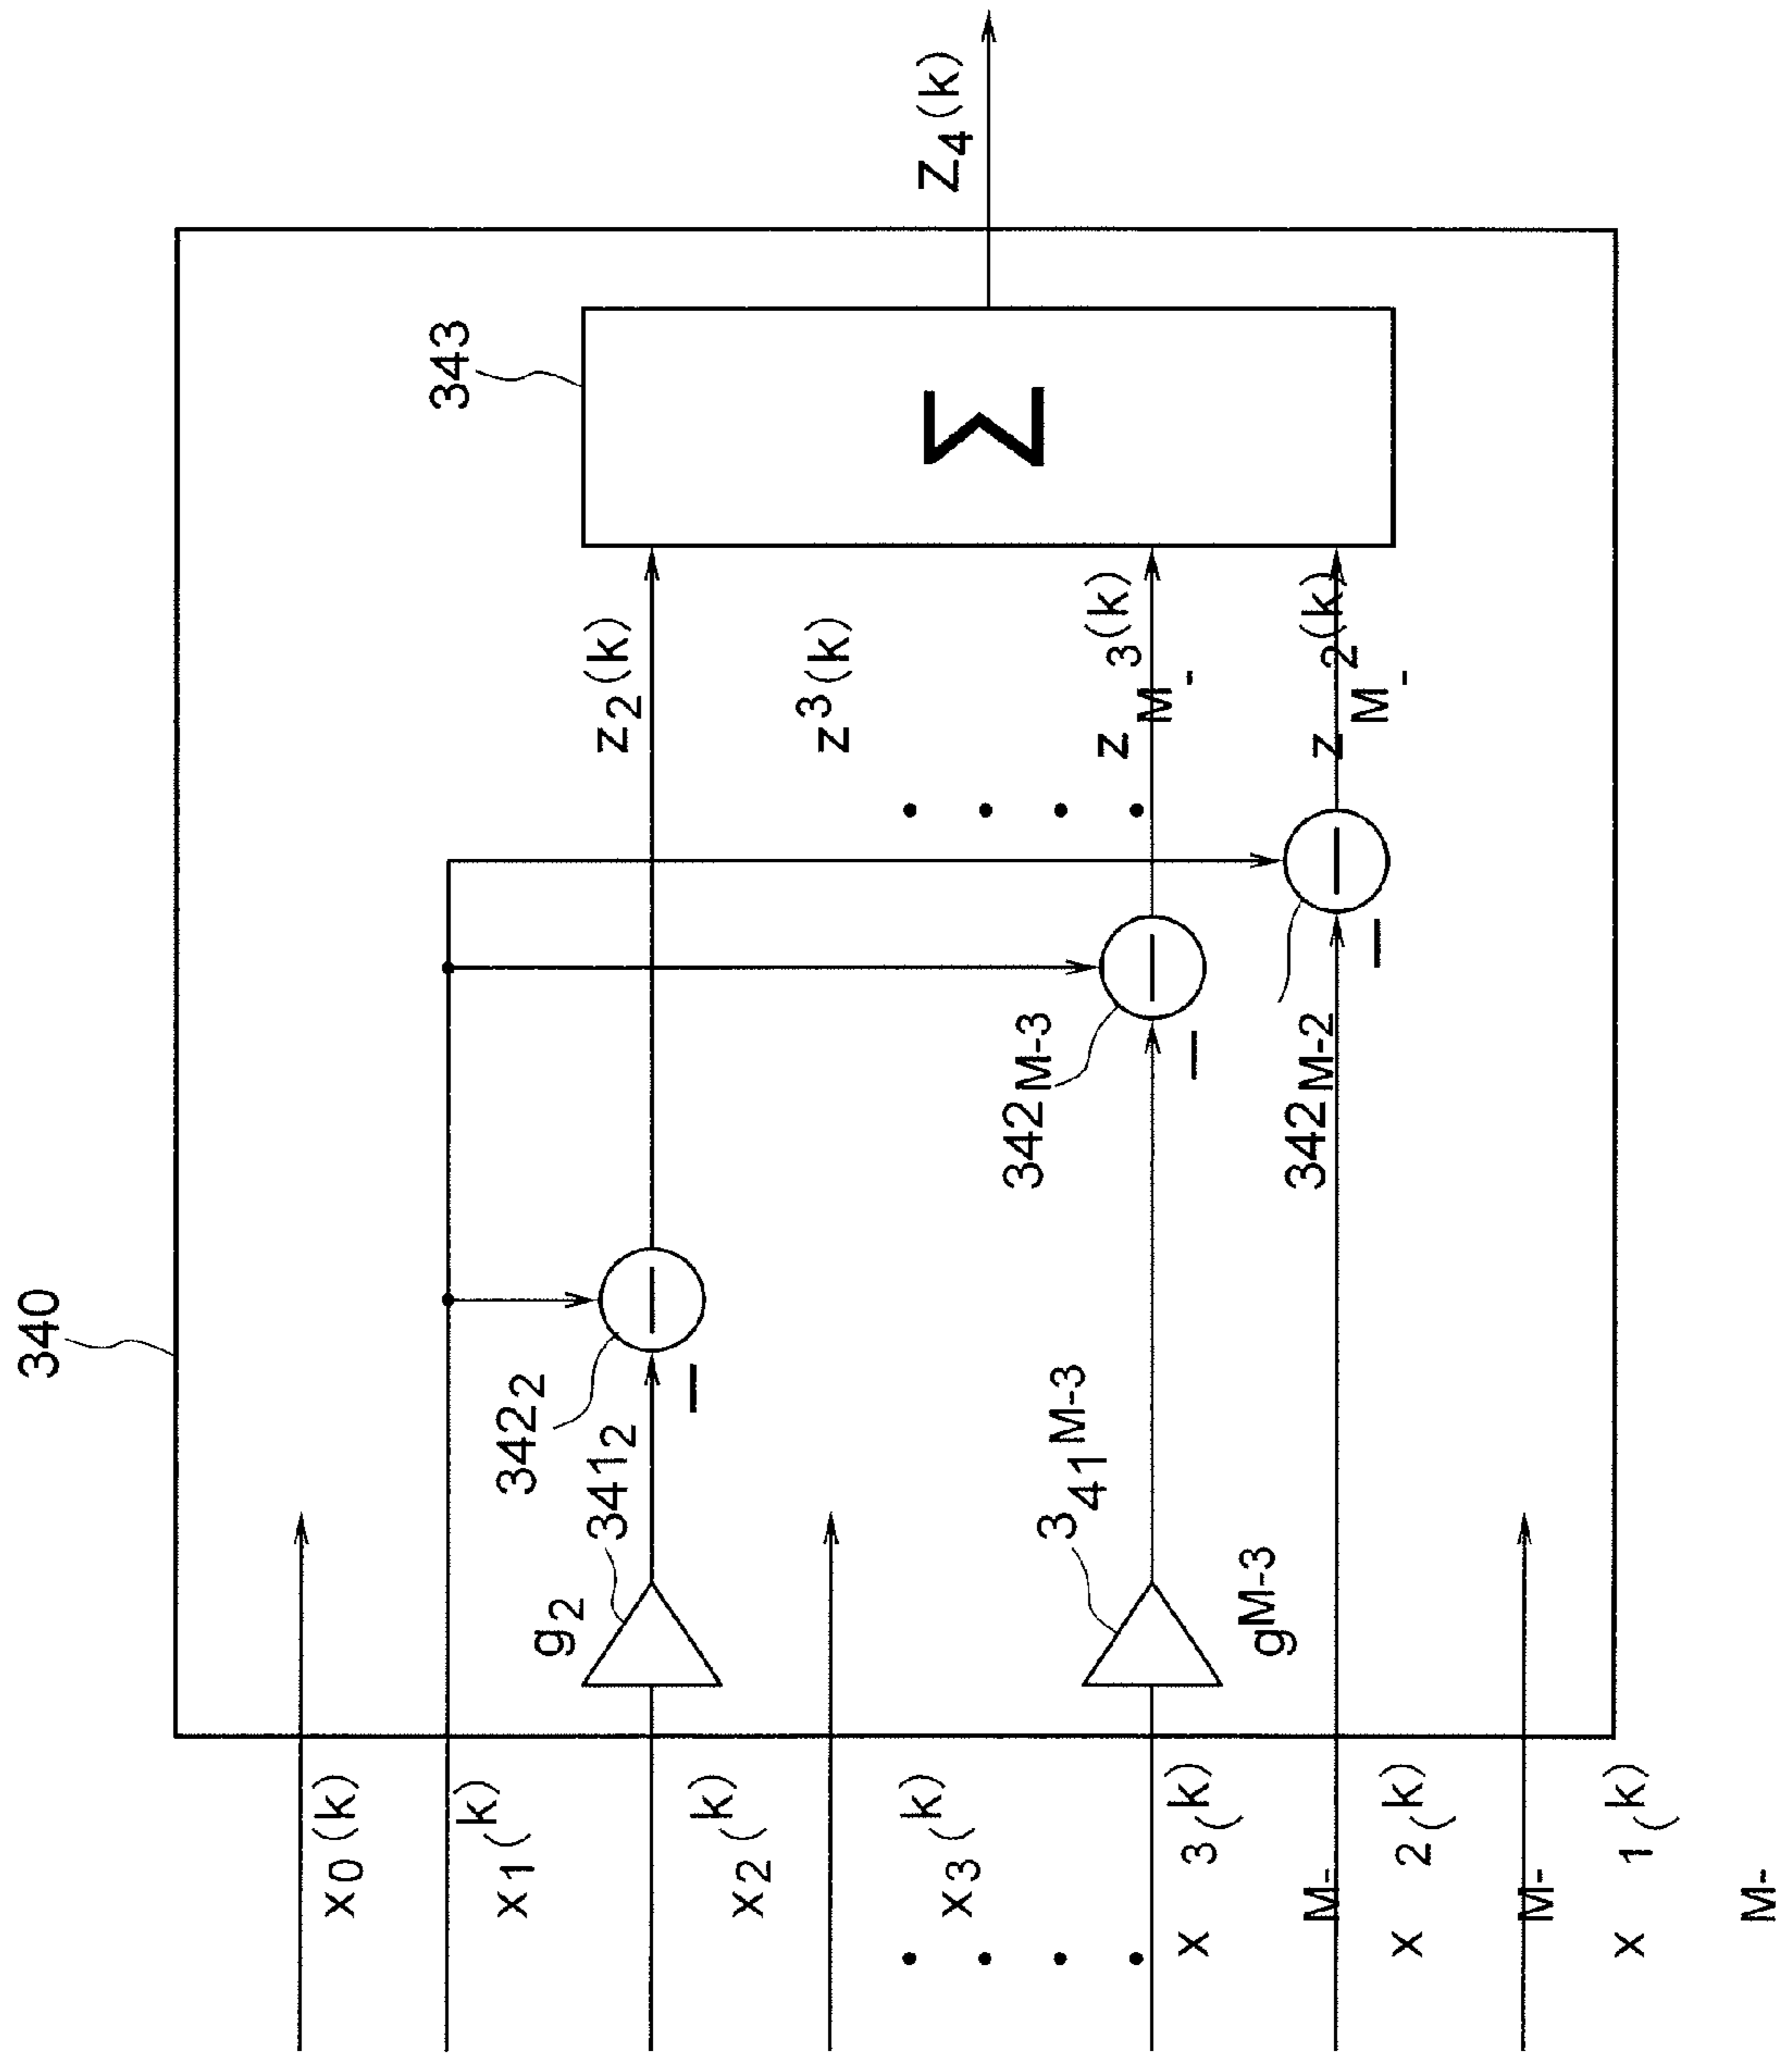 340
343
Σ
Z4(k)
z2(k)
z3(k)
zM-3(k)
zM-2(k)
3422
342M-3
342M-2
3412
341M-3
g2
gM-3
x0(k)
x1(k)
x2(k)
x3(k)
xM-3(k)
xM-2(k)
xM-1(k)